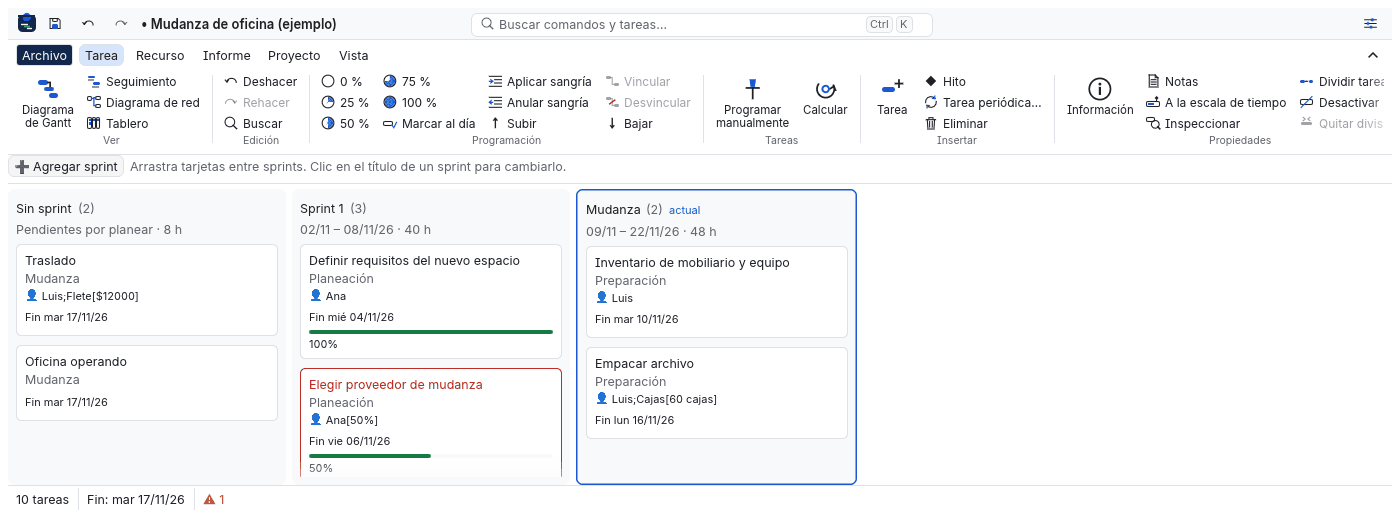 • Mudanza de oficina (ejemplo)
Buscar comandos y tareas... Ctrl K
Archivo Tarea Recurso Informe Proyecto Vista
Diagrama de Gantt
Seguimiento
Diagrama de red
Tablero
Ver
Deshacer
Rehacer
Buscar
Edición
0 % 75 % Aplicar sangría Vincular
25 % 100 % Anular sangría Desvincular
50 % Marcar al día Subir Bajar
Programación
Programar manualmente
Calcular
Tareas
Tarea
Hito
Tarea periódica...
Eliminar
Insertar
Información
Notas
A la escala de tiempo
Inspeccionar
Dividir tarea
Desactivar
Quitar divis
Propiedades
Agregar sprint Arrastra tarjetas entre sprints. Clic en el título de un sprint para cambiarlo.
Sin sprint (2)
Pendientes por planear · 8 h
Traslado
Mudanza
Luis;Flete[$12000]
Fin mar 17/11/26
Oficina operando
Mudanza
Fin mar 17/11/26
Sprint 1 (3)
02/11 – 08/11/26 · 40 h
Definir requisitos del nuevo espacio
Planeación
Ana
Fin mié 04/11/26
100%
Elegir proveedor de mudanza
Planeación
Ana[50%]
Fin vie 06/11/26
50%
Mudanza (2) actual
09/11 – 22/11/26 · 48 h
Inventario de mobiliario y equipo
Preparación
Luis
Fin mar 10/11/26
Empacar archivo
Preparación
Luis;Cajas[60 cajas]
Fin lun 16/11/26
10 tareas Fin: mar 17/11/26 1